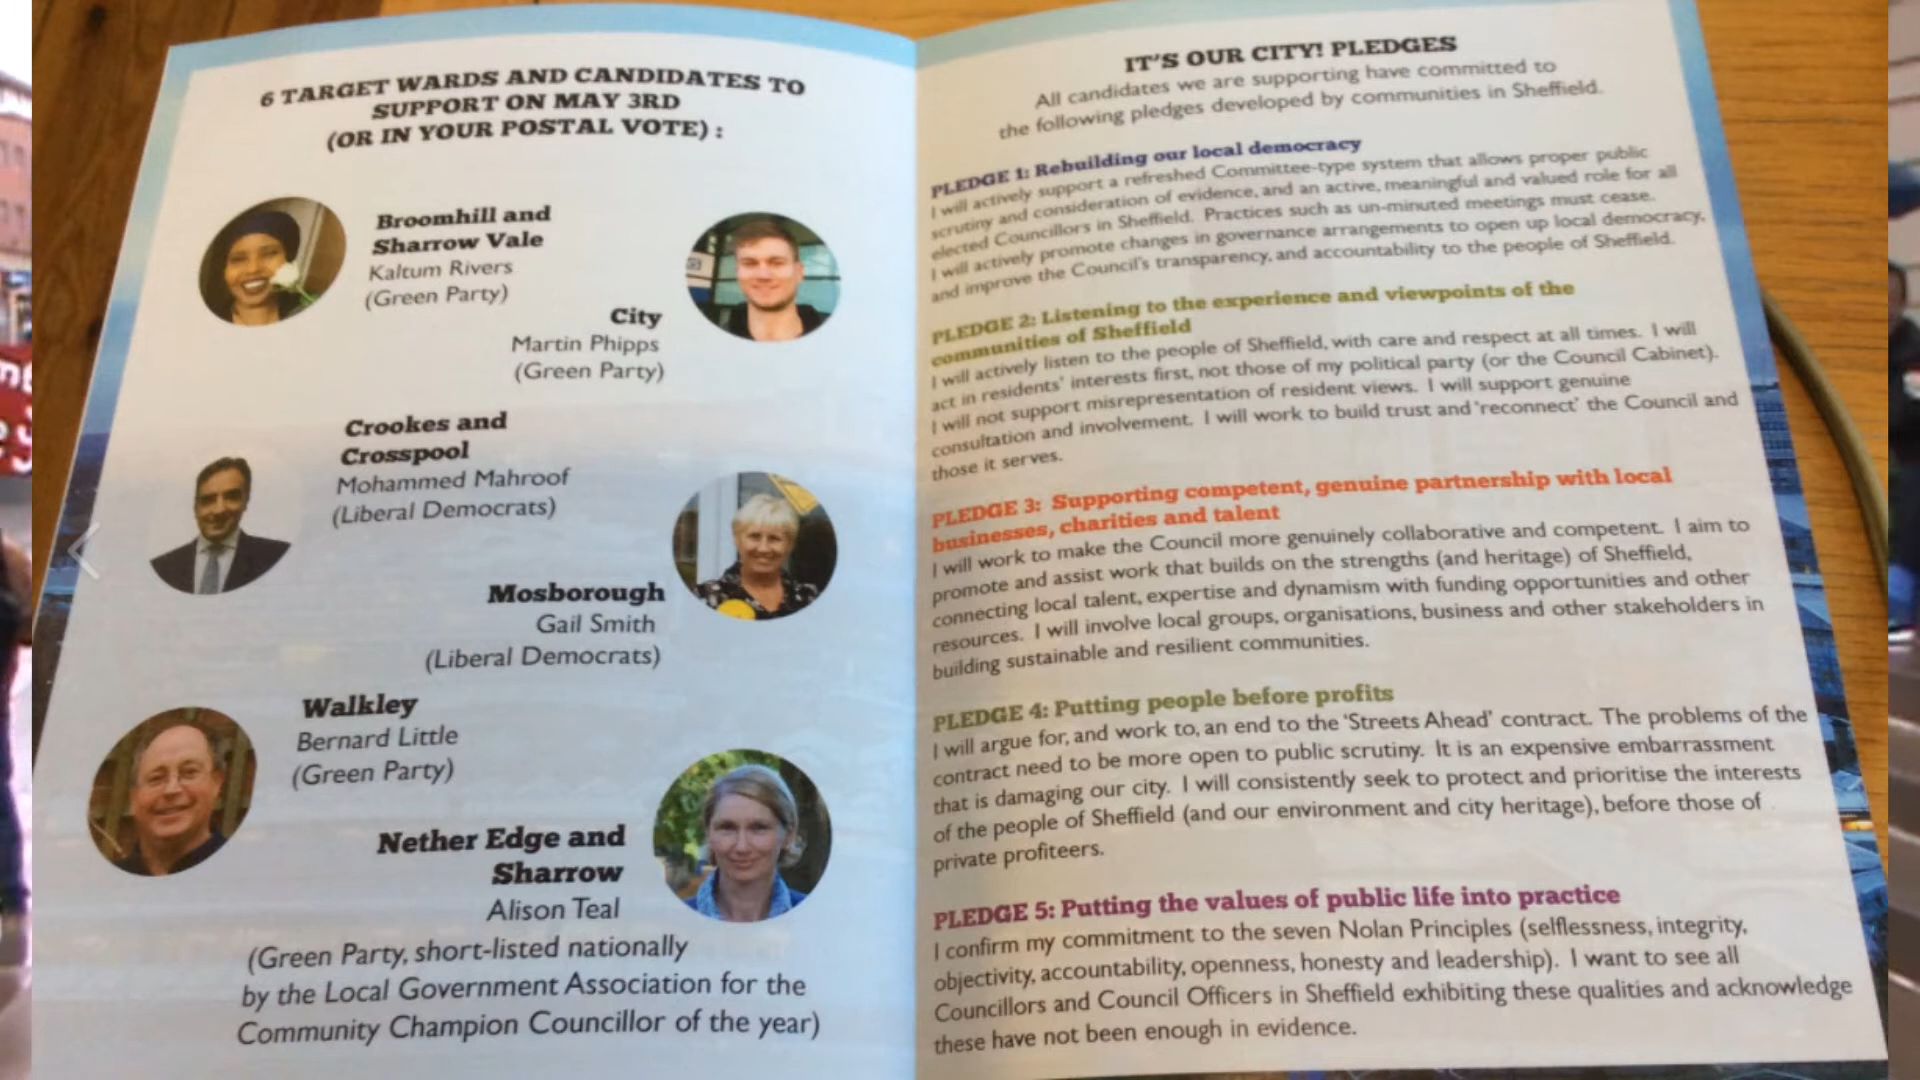 6 TARGET WARDS AND CANDIDATES TO
SUPPORT ON MAY 3RD
(OR IN YOUR POSTAL VOTE) :
Broomhill and
Sharrow Vale
Kaltum Rivers
(Green Party)
City
Martin Phipps
(Green Party)
Crookes and
Crosspool
Mohammed Mahroof
(Liberal Democrats)
Mosborough
Gail Smith
(Liberal Democrats)
Walkley
Bernard Little
(Green Party)
Nether Edge and
Sharrow
Alison Teal
(Green Party, short-listed nationally
by the Local Government Association for the
Community Champion Councillor of the year)
IT'S OUR CITY! PLEDGES
All candidates we are supporting have committed to
the following pledges developed by communities in Sheffield.
PLEDGE 1: Rebuilding our local democracy
I will actively support a refreshed Committee-type system that allows proper public
scrutiny and consideration of evidence, and an active, meaningful and valued role for all
elected Councillors in Sheffield. Practices such as un-minuted meetings must cease.
I will actively promote changes in governance arrangements to open up local democracy,
and improve the Council's transparency, and accountability to the people of Sheffield.
PLEDGE 2: Listening to the experience and viewpoints of the
communities of Sheffield
I will actively listen to the people of Sheffield, with care and respect at all times. I will
act in residents' interests first, not those of my political party (or the Council Cabinet).
I will not support misrepresentation of resident views. I will support genuine
consultation and involvement. I will work to build trust and 'reconnect' the Council and
those it serves.
PLEDGE 3: Supporting competent, genuine partnership with local
businesses, charities and talent
I will work to make the Council more genuinely collaborative and competent. I aim to
promote and assist work that builds on the strengths (and heritage) of Sheffield,
connecting local talent, expertise and dynamism with funding opportunities and other
resources. I will involve local groups, organisations, business and other stakeholders in
building sustainable and resilient communities.
PLEDGE 4: Putting people before profits
I will argue for, and work to, an end to the 'Streets Ahead' contract. The problems of the
contract need to be more open to public scrutiny. It is an expensive embarrassment
that is damaging our city. I will consistently seek to protect and prioritise the interests
of the people of Sheffield (and our environment and city heritage), before those of
private profiteers.
PLEDGE 5: Putting the values of public life into practice
I confirm my commitment to the seven Nolan Principles (selflessness, integrity,
objectivity, accountability, openness, honesty and leadership). I want to see all
Councillors and Council Officers in Sheffield exhibiting these qualities and acknowledge
these have not been enough in evidence.